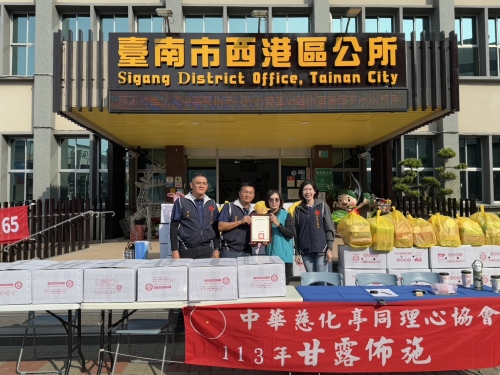 臺南市西港區公所
Sigang District Office, Tainan City
65
中華慈化亭同理心協會
113年甘露佈施